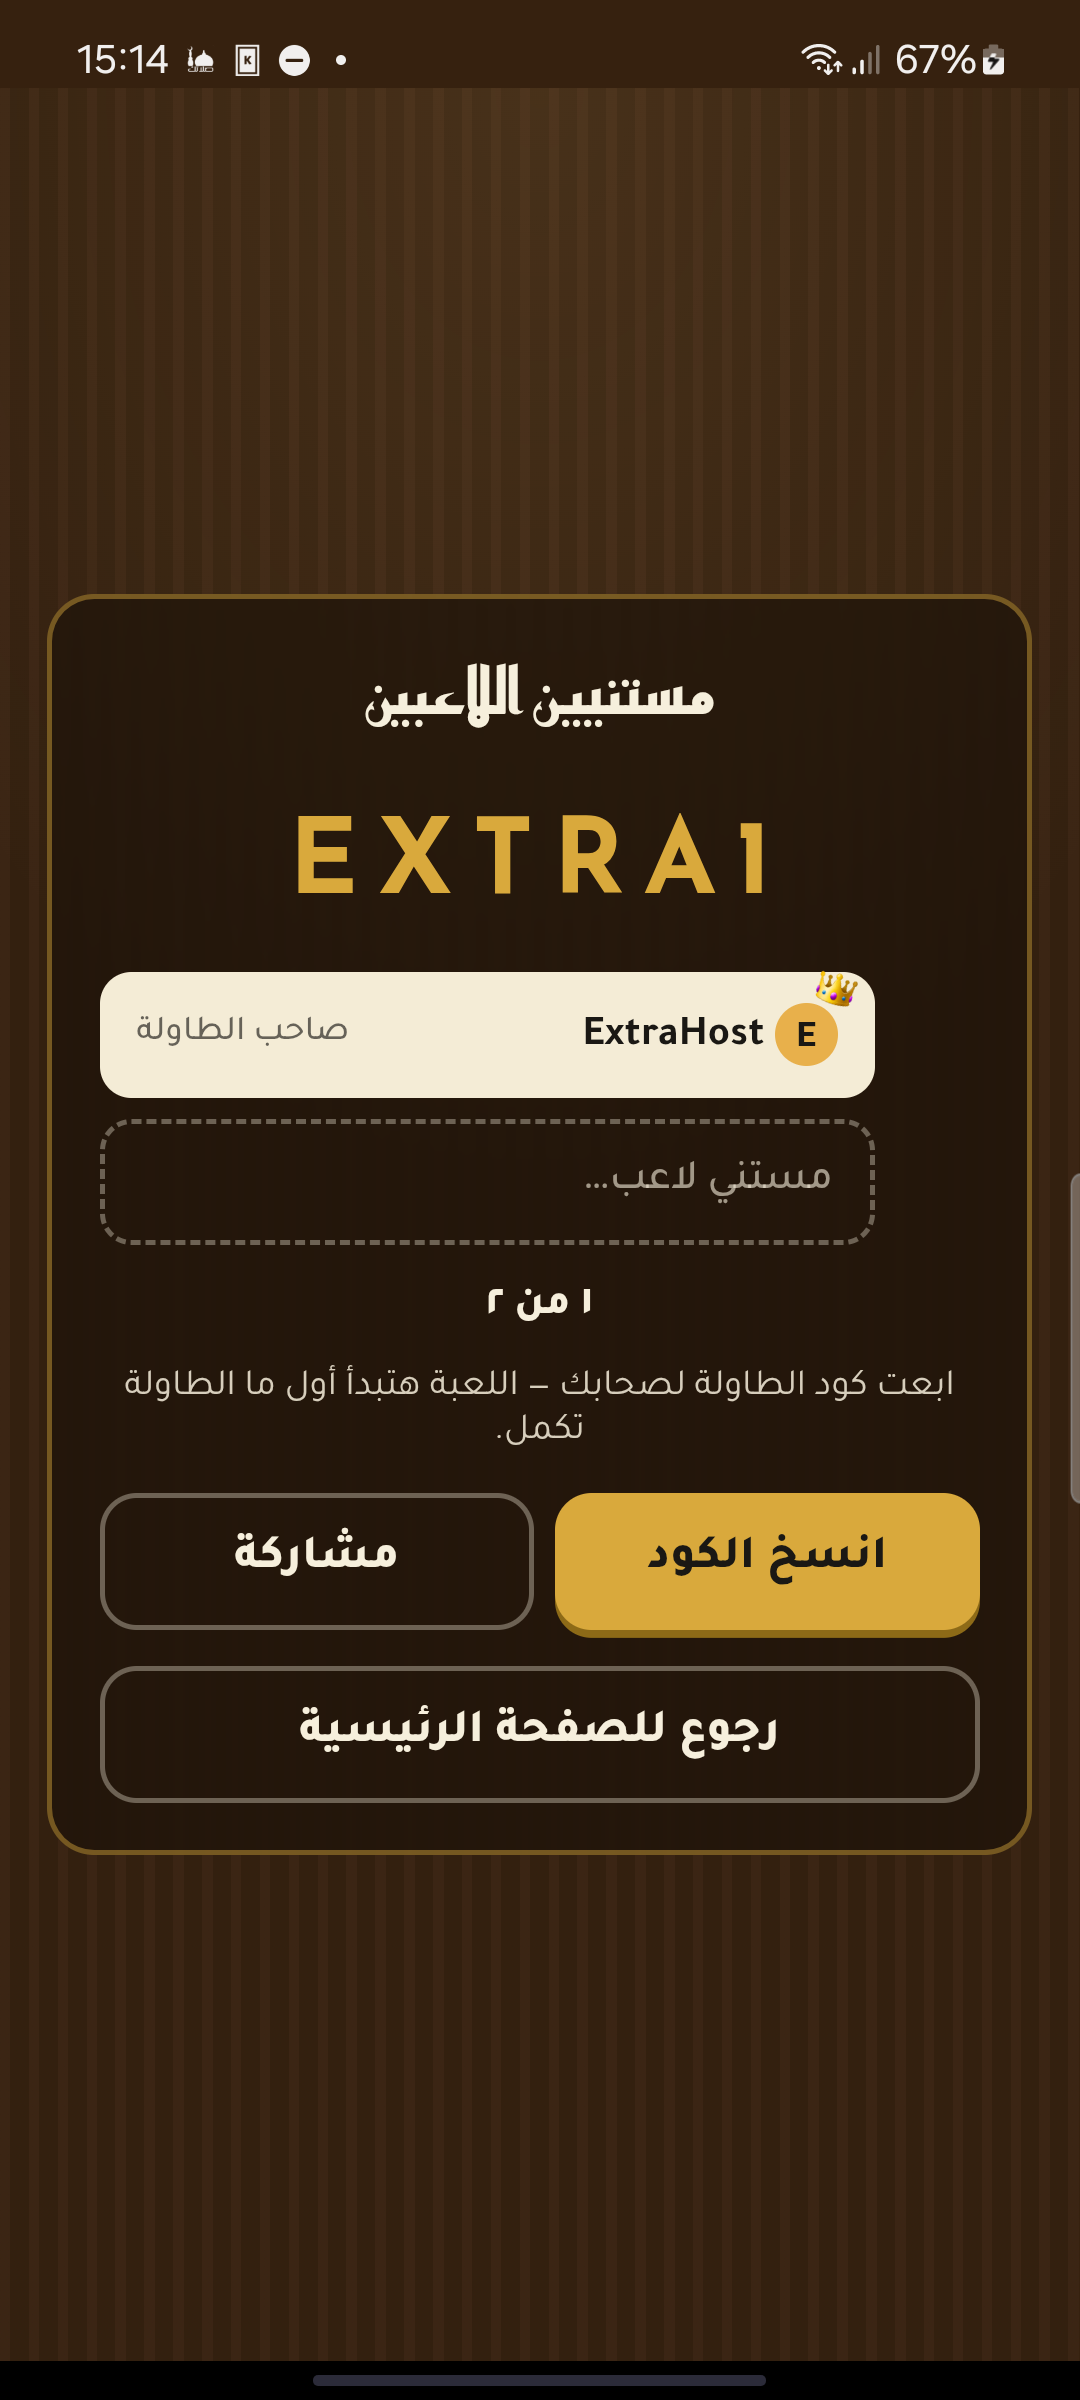 15:14
67%
مستنيين اللاعبين
EXTRA1
E ExtraHost صاحب الطاولة
مستني لاعب...
١ من ٢
ابعت كود الطاولة لصحابك – اللعبة هتبدأ أول ما الطاولة
تكمل.
انسخ الكود
مشاركة
رجوع للصفحة الرئيسية